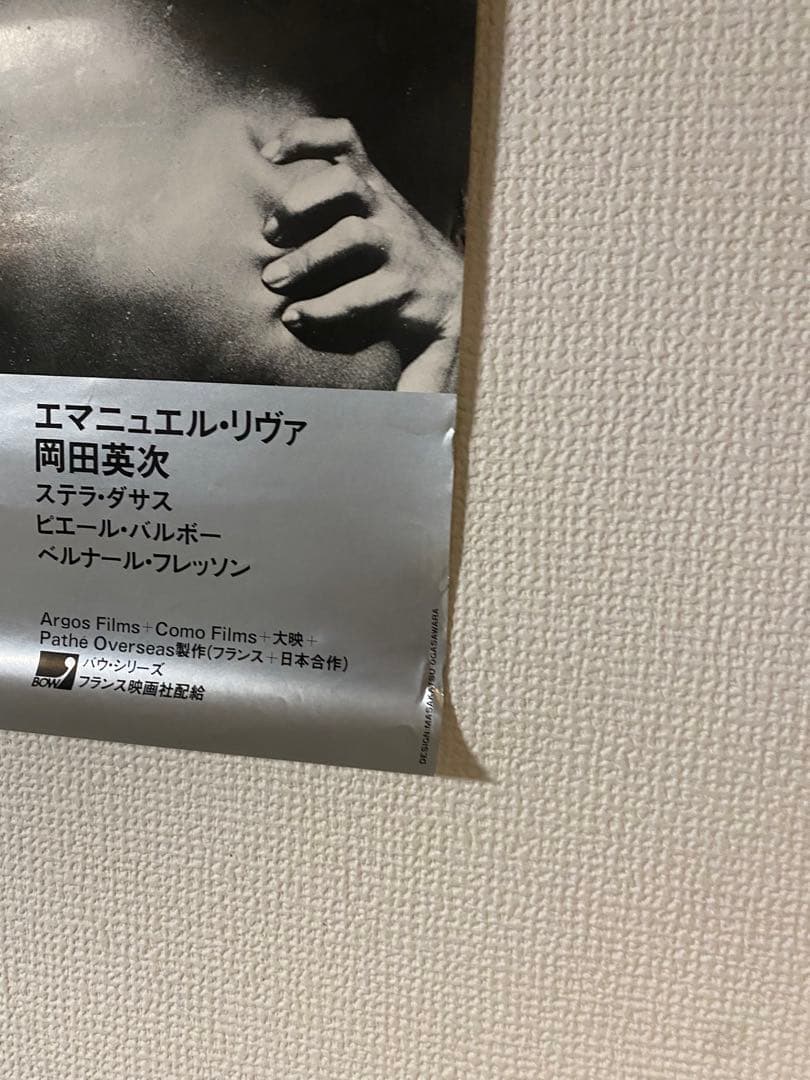 エマニュエル・リヴァ
岡田英次
ステラ・ダサス
ピエール・バルボー
ベルナール・フレッソン
Argos Films+Como Films+大映+
Pathé Overseas製作(フランス+日本合作)
BOW バウ・シリーズ
フランス映画社配給
DESIGN:MASAKATSU OGASAWARA